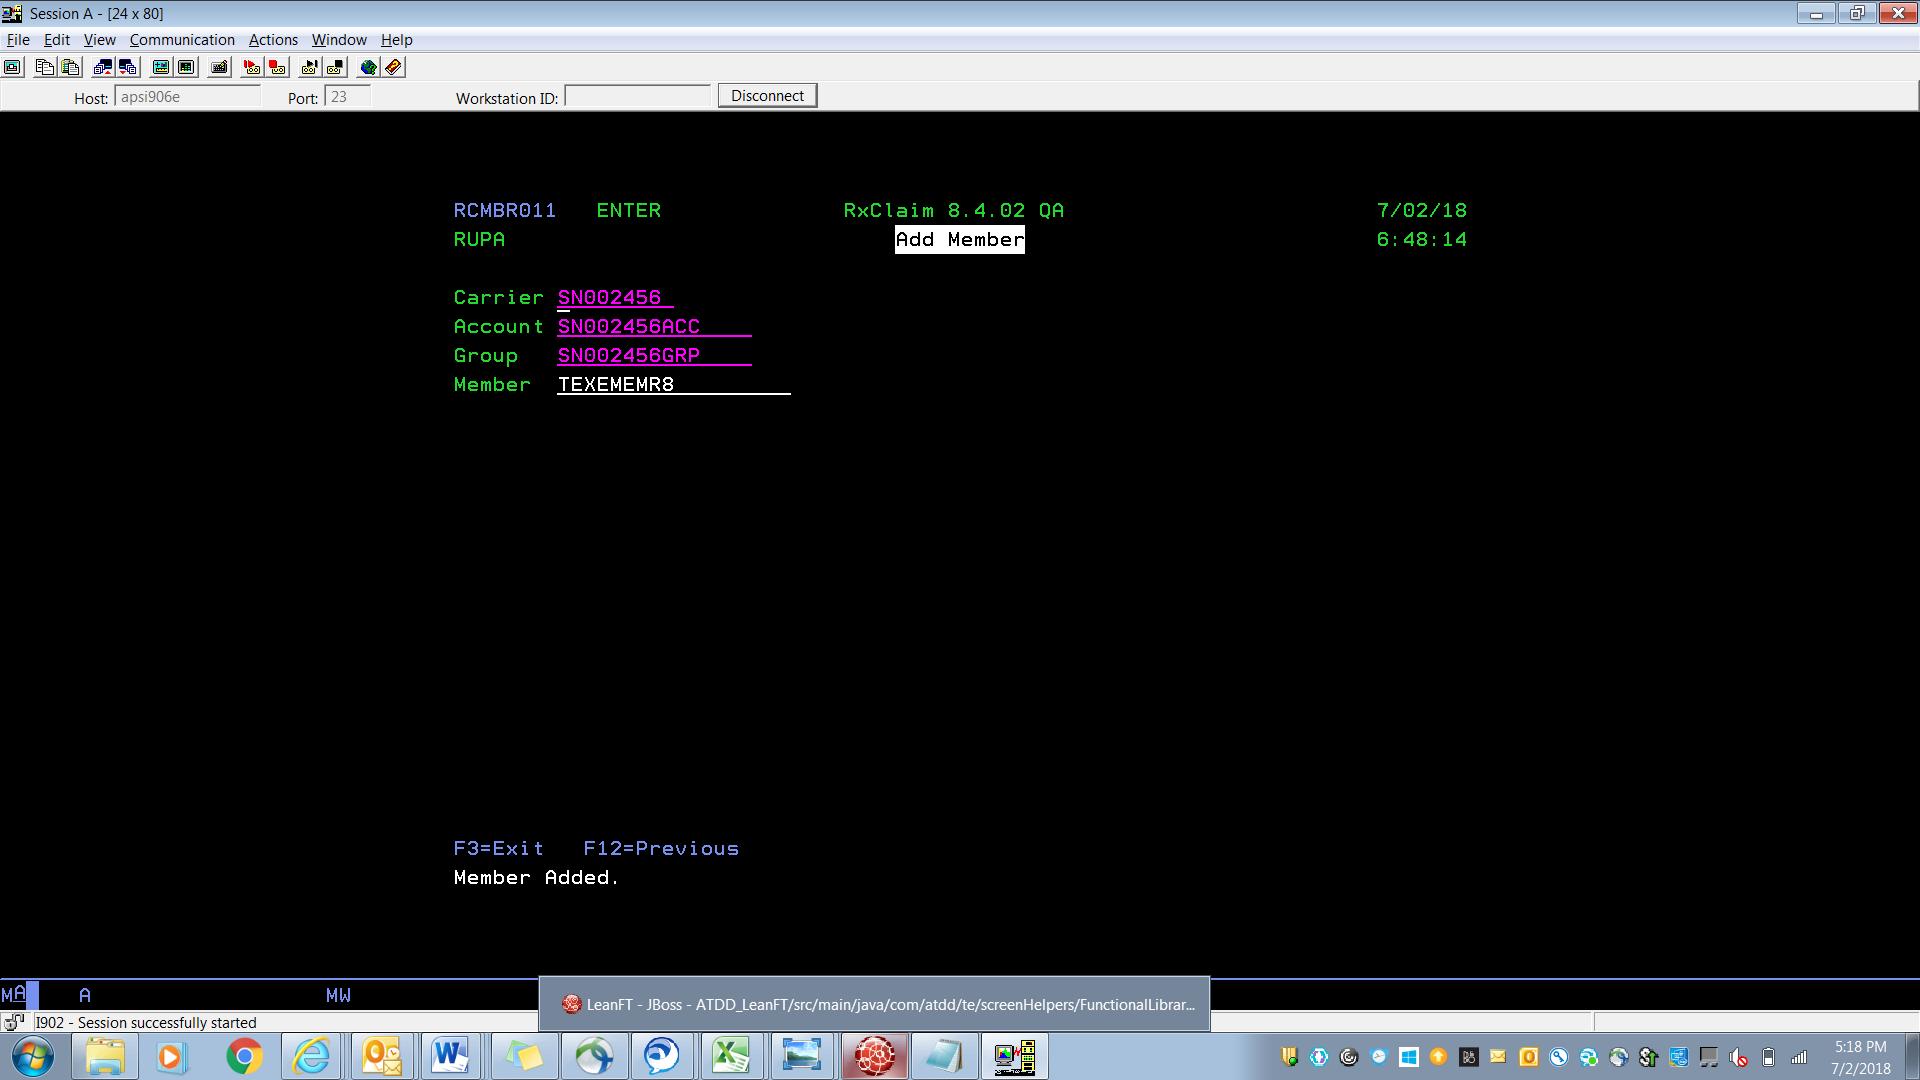 Session A - [24 x 80]
File Edit View Communication Actions Window Help
Host: apsi906e Port: 23 Workstation ID: Disconnect
RCMBR011 ENTER RxClaim 8.4.02 QA 7/02/18
RUPA Add Member 6:48:14
Carrier SN002456
Account SN002456ACC
Group SN002456GRP
Member TEXEMEMR8
F3=Exit F12=Previous
Member Added.
MA A MW
LeanFT - JBoss - ATDD_LeanFT/src/main/java/com/atdd/te/screenHelpers/FunctionalLibrar...
I902 - Session successfully started
5:18 PM
7/2/2018